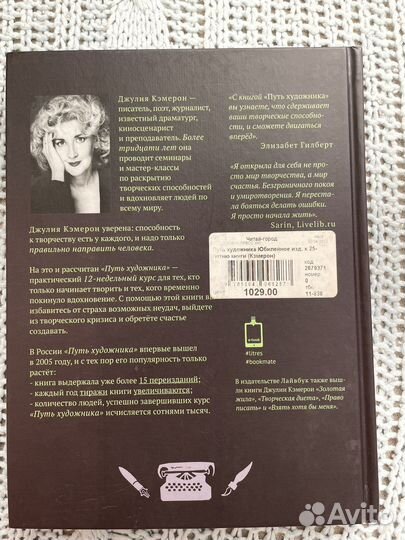 Джулия Кэмерон —
писатель, поэт, журналист,
известный драматург,
киносценарист
и преподаватель. Более
тридцати лет она
проводит семинары
и мастер-классы
по раскрытию
творческих способностей
и вдохновляет людей по
всему миру.
Джулия Кэмерон уверена: способность
к творчеству есть у каждого, и надо только
правильно направить человека.
На это и рассчитан «Путь художника» —
практический 12-недельный курс для тех, кто
только начинает творить и тех, кого временно
покинуло вдохновение. С помощью этой книги вы
избавитесь от страха возможных неудач, выйдете
из творческого кризиса и обретёте счастье
создавать.
В России «Путь художника» впервые вышел
в 2005 году, и с тех пор его популярность только
растёт:
- книга выдержала уже более 15 переизданий;
- каждый год тиражи книги увеличиваются;
- количество людей, успешно завершивших курс
«Путь художника» исчисляется сотнями тысяч.
«С книгой «Путь художника»
вы узнаете, что сдерживает
ваши творческие способно-
сти, и сможете двигаться
вперёд».
Элизабет Гилберт
«Я открыла для себя не про-
сто мир творчества, а мир
счастья. Безграничного покоя
и умиротворения. Я переста-
ла бояться делать ошибки.
Я просто начала жить».
Sarin, Livelib.ru
Читай-город
Путь художника Юбилейное изд. к 25-
летию книги (Кэмерон)
1029.00
код
2679371
номер
0
#litres
#bookmate
В издательстве Лайвбук также выш-
ли книги Джулии Кэмерон «Золотая
жила», «Творческая диета», «Право
писать» и «Взять хотя бы меня».
Avito